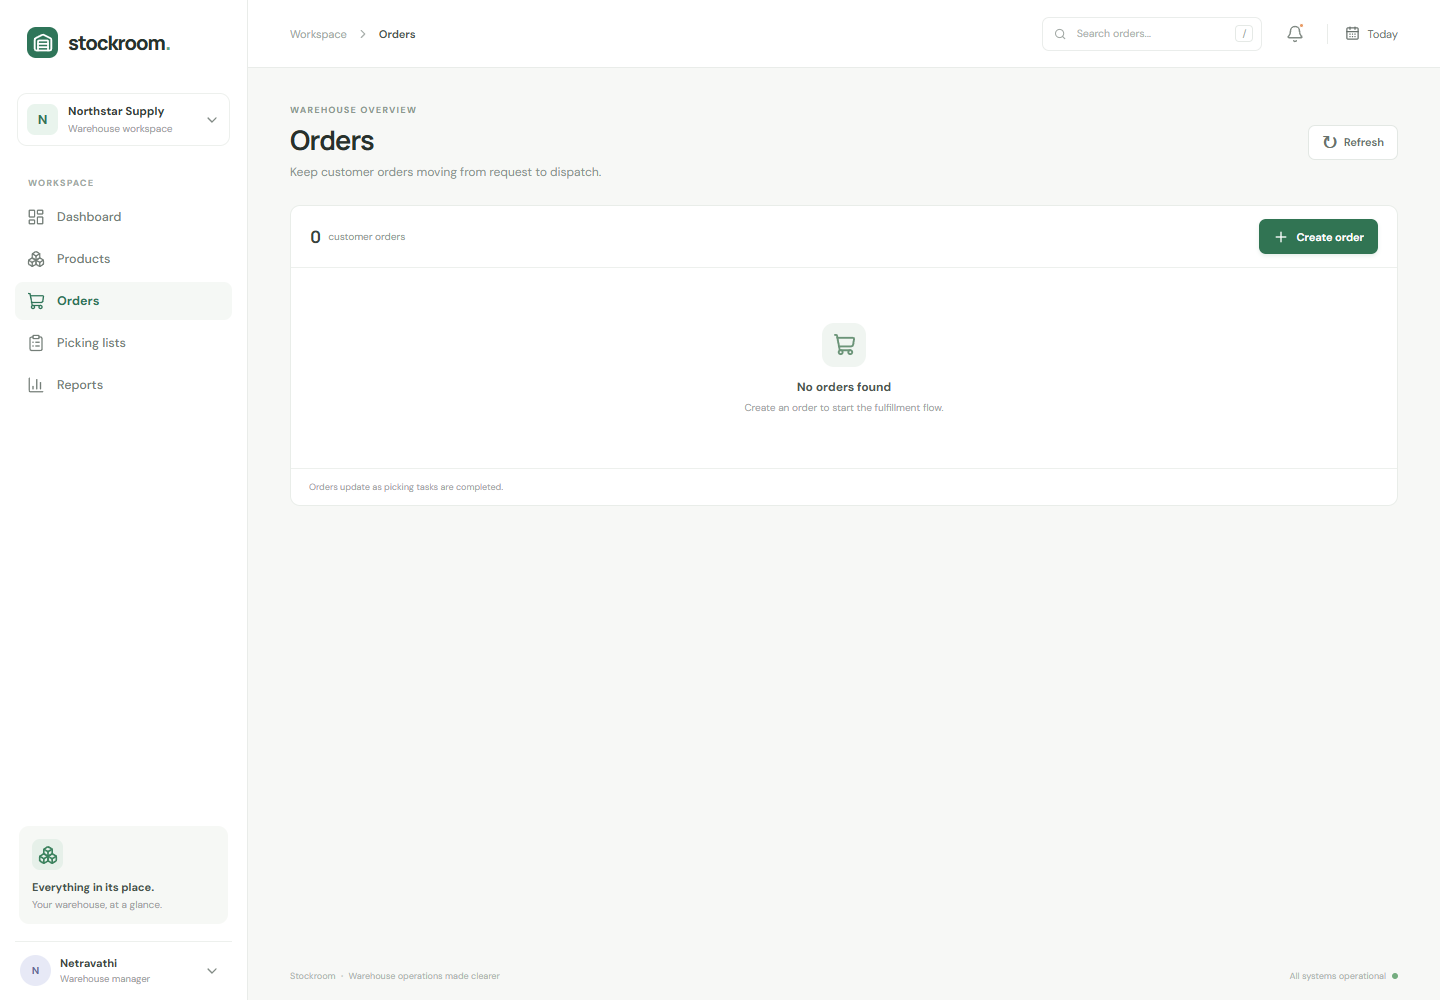 stockroom.
N
Northstar Supply
Warehouse workspace
WORKSPACE
Dashboard
Products
Orders
Picking lists
Reports
Everything in its place.
Your warehouse, at a glance.
N
Netravathi
Warehouse manager
Workspace
Orders
Search orders...
/
Today
WAREHOUSE OVERVIEW
Orders
Keep customer orders moving from request to dispatch.
Refresh
0 customer orders
Create order
No orders found
Create an order to start the fulfillment flow.
Orders update as picking tasks are completed.
Stockroom · Warehouse operations made clearer
All systems operational